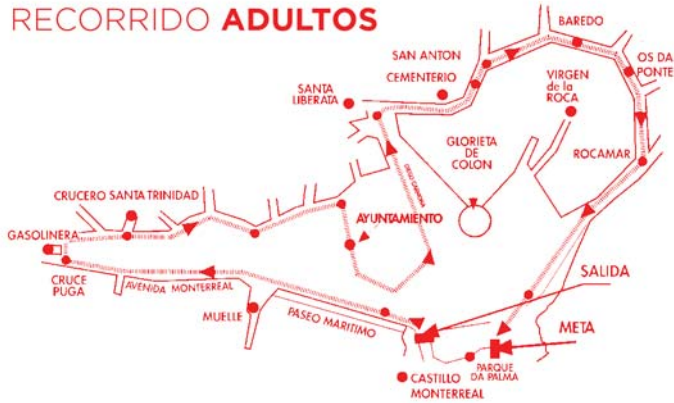 RECORRIDO ADULTOS
BAREDO
SAN ANTON
CEMENTERIO
OS DA
PONTE
VIRGEN
de la
ROCA
SANTA
LIBERATA
GLORIETA
DE
COLON
ROCAMAR
CRUCERO SANTA TRINIDAD
AYUNTAMIENTO
GASOLINERA
SALIDA
CRUCE
PUGA
AVENIDA MONTERREAL
MUELLE
PASEO MARITIMO
META
PARQUE
DA PALMA
CASTILLO
MONTERREAL